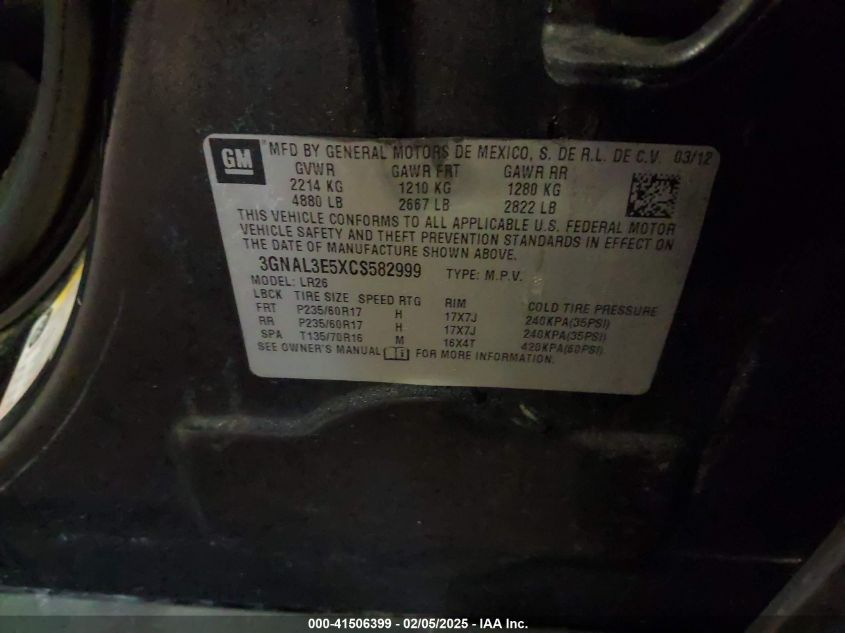 GM
MFD BY GENERAL MOTORS DE MEXICO, S. DE R.L. DE C.V. 03/12
GVWR GAWR FRT GAWR RR
2214 KG 1210 KG 1280 KG
4880 LB 2667 LB 2822 LB
THIS VEHICLE CONFORMS TO ALL APPLICABLE U.S. FEDERAL MOTOR
VEHICLE SAFETY AND THEFT PREVENTION STANDARDS IN EFFECT ON
THE DATE OF MANUFACTURE SHOWN ABOVE.
3GNAL3E5XCS582999 TYPE: M.P.V.
MODEL: LR26
LBCK TIRE SIZE SPEED RTG RIM COLD TIRE PRESSURE
FRT P235/60R17 H 17X7J 240KPA(35PSI)
RR P235/60R17 H 17X7J 240KPA(35PSI)
SPA T135/70R16 M 16X4T 420KPA(60PSI)
SEE OWNER'S MANUAL FOR MORE INFORMATION.
000-41506399 - 02/05/2025 - IAA Inc.